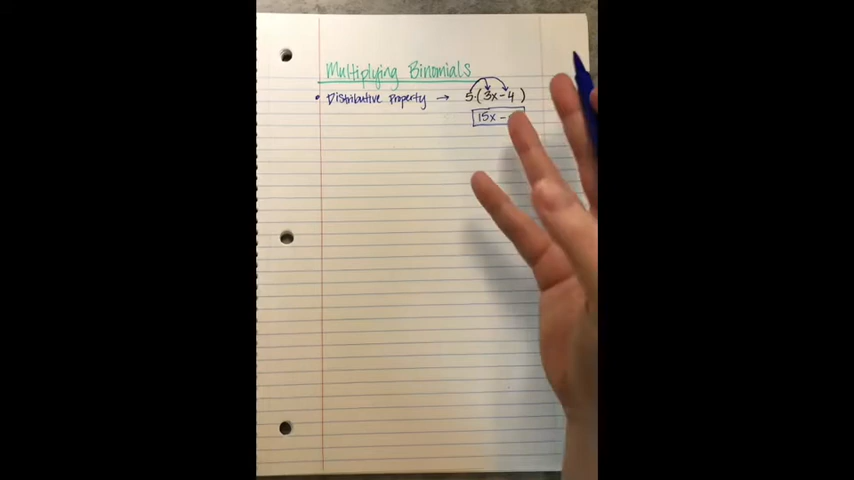 Multiplying Binomials
• Distributive Property → 5·(3x-4)
15x -